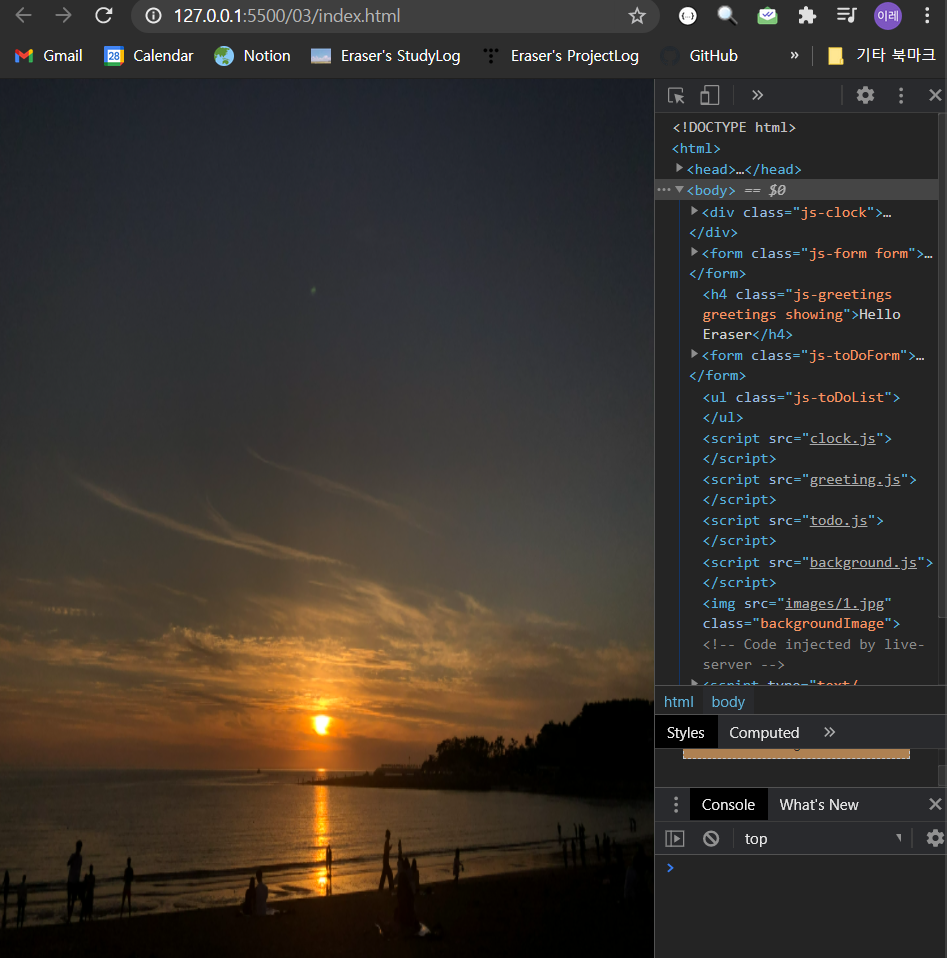 127.0.0.1:5500/03/index.html
이레
Gmail
28
Calendar
Notion
Eraser's StudyLog
Eraser's ProjectLog
GitHub
»
기타 북마크
»
<!DOCTYPE html>
<html>
<head>…</head>
<body> == $0
<div class="js-clock">…
</div>
<form class="js-form form">…
</form>
<h4 class="js-greetings
greetings showing">Hello
Eraser</h4>
<form class="js-toDoForm">…
</form>
<ul class="js-toDoList">
</ul>
<script src="clock.js">
</script>
<script src="greeting.js">
</script>
<script src="todo.js">
</script>
<script src="background.js">
</script>
<img src="images/1.jpg"
class="backgroundImage">
<!-- Code injected by live-
server -->
<script type="text/
html body
Styles Computed »
Console What's New
top
>